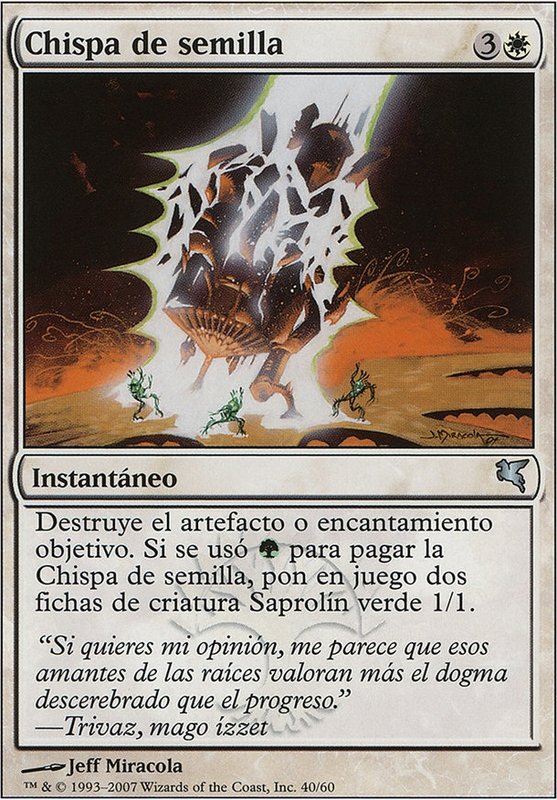 Chispa de semilla 3
J. MIRACOLA
Instantáneo
Destruye el artefacto o encantamiento
objetivo. Si se usó para pagar la
Chispa de semilla, pon en juego dos
fichas de criatura Saprolín verde 1/1.
“Si quieres mi opinión, me parece que esos
amantes de las raíces valoran más el dogma
descerebrado que el progreso.”
—Trivaz, mago ízzet
Jeff Miracola
™ & © 1993–2007 Wizards of the Coast, Inc. 40/60